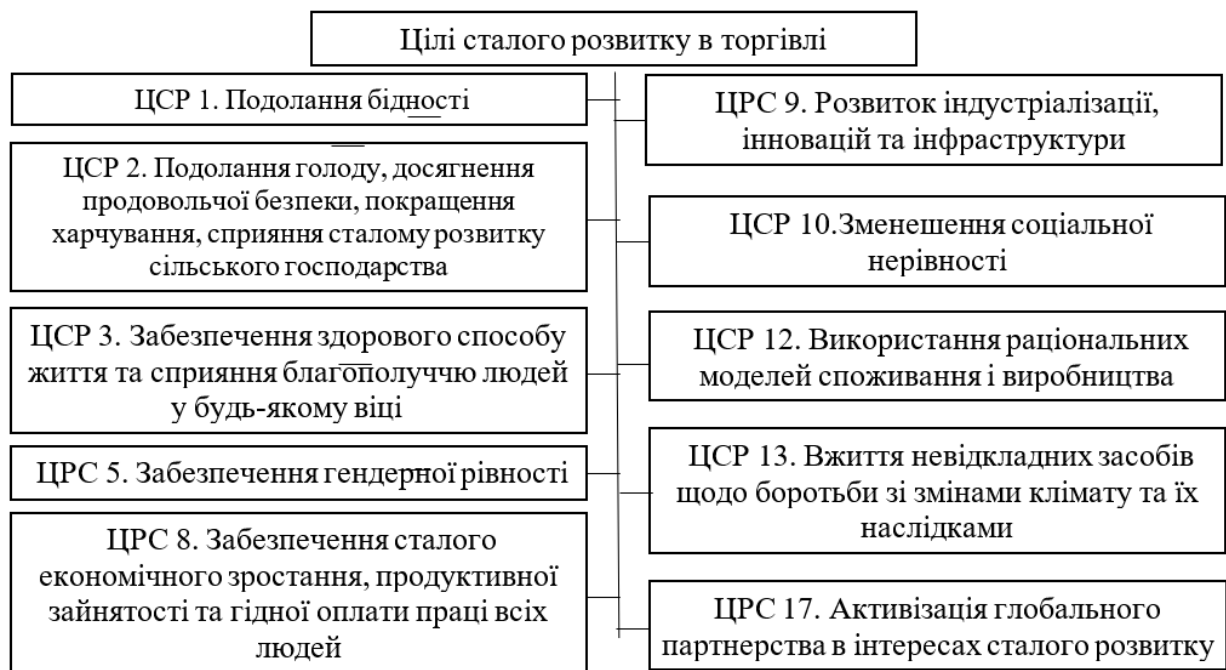 Цілі сталого розвитку в торгівлі
ЦСР 1. Подолання бідності
ЦСР 2. Подолання голоду, досягнення
продовольчої безпеки, покращення
харчування, сприяння сталому розвитку
сільського господарства
ЦСР 3. Забезпечення здорового способу
життя та сприяння благополуччю людей
у будь-якому віці
ЦРС 5. Забезпечення гендерної рівності
ЦРС 8. Забезпечення сталого
економічного зростання, продуктивної
зайнятості та гідної оплати праці всіх
людей
ЦРС 9. Розвиток індустріалізації,
інновацій та інфраструктури
ЦСР 10.Зменешення соціальної
нерівності
ЦСР 12. Використання раціональних
моделей споживання і виробництва
ЦСР 13. Вжиття невідкладних засобів
щодо боротьби зі змінами клімату та їх
наслідками
ЦРС 17. Активізація глобального
партнерства в інтересах сталого розвитку